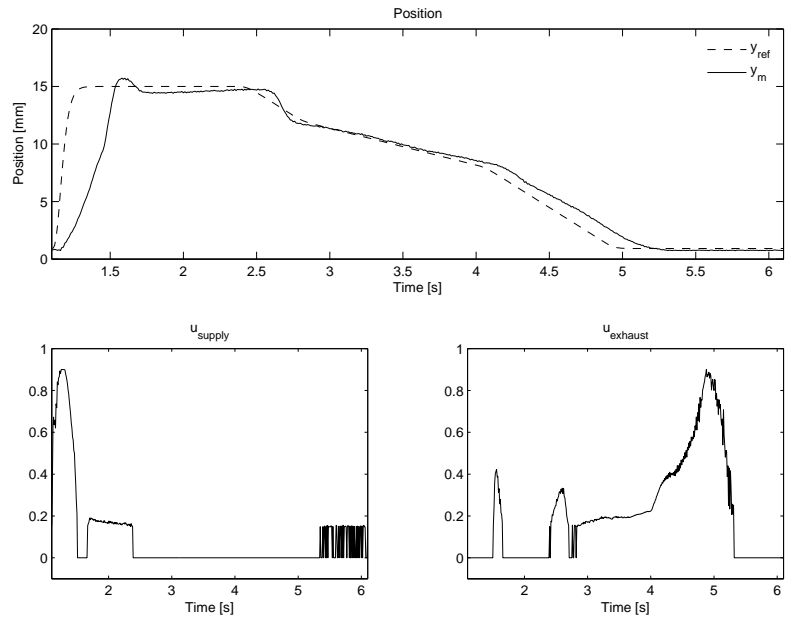 Position
20
15
10
5
0
Position [mm]
y_ref
y_m
1.5 2 2.5 3 3.5 4 4.5 5 5.5 6
Time [s]
u_supply
1
0.8
0.6
0.4
0.2
0
2 3 4 5 6
Time [s]
u_exhaust
1
0.8
0.6
0.4
0.2
0
2 3 4 5 6
Time [s]